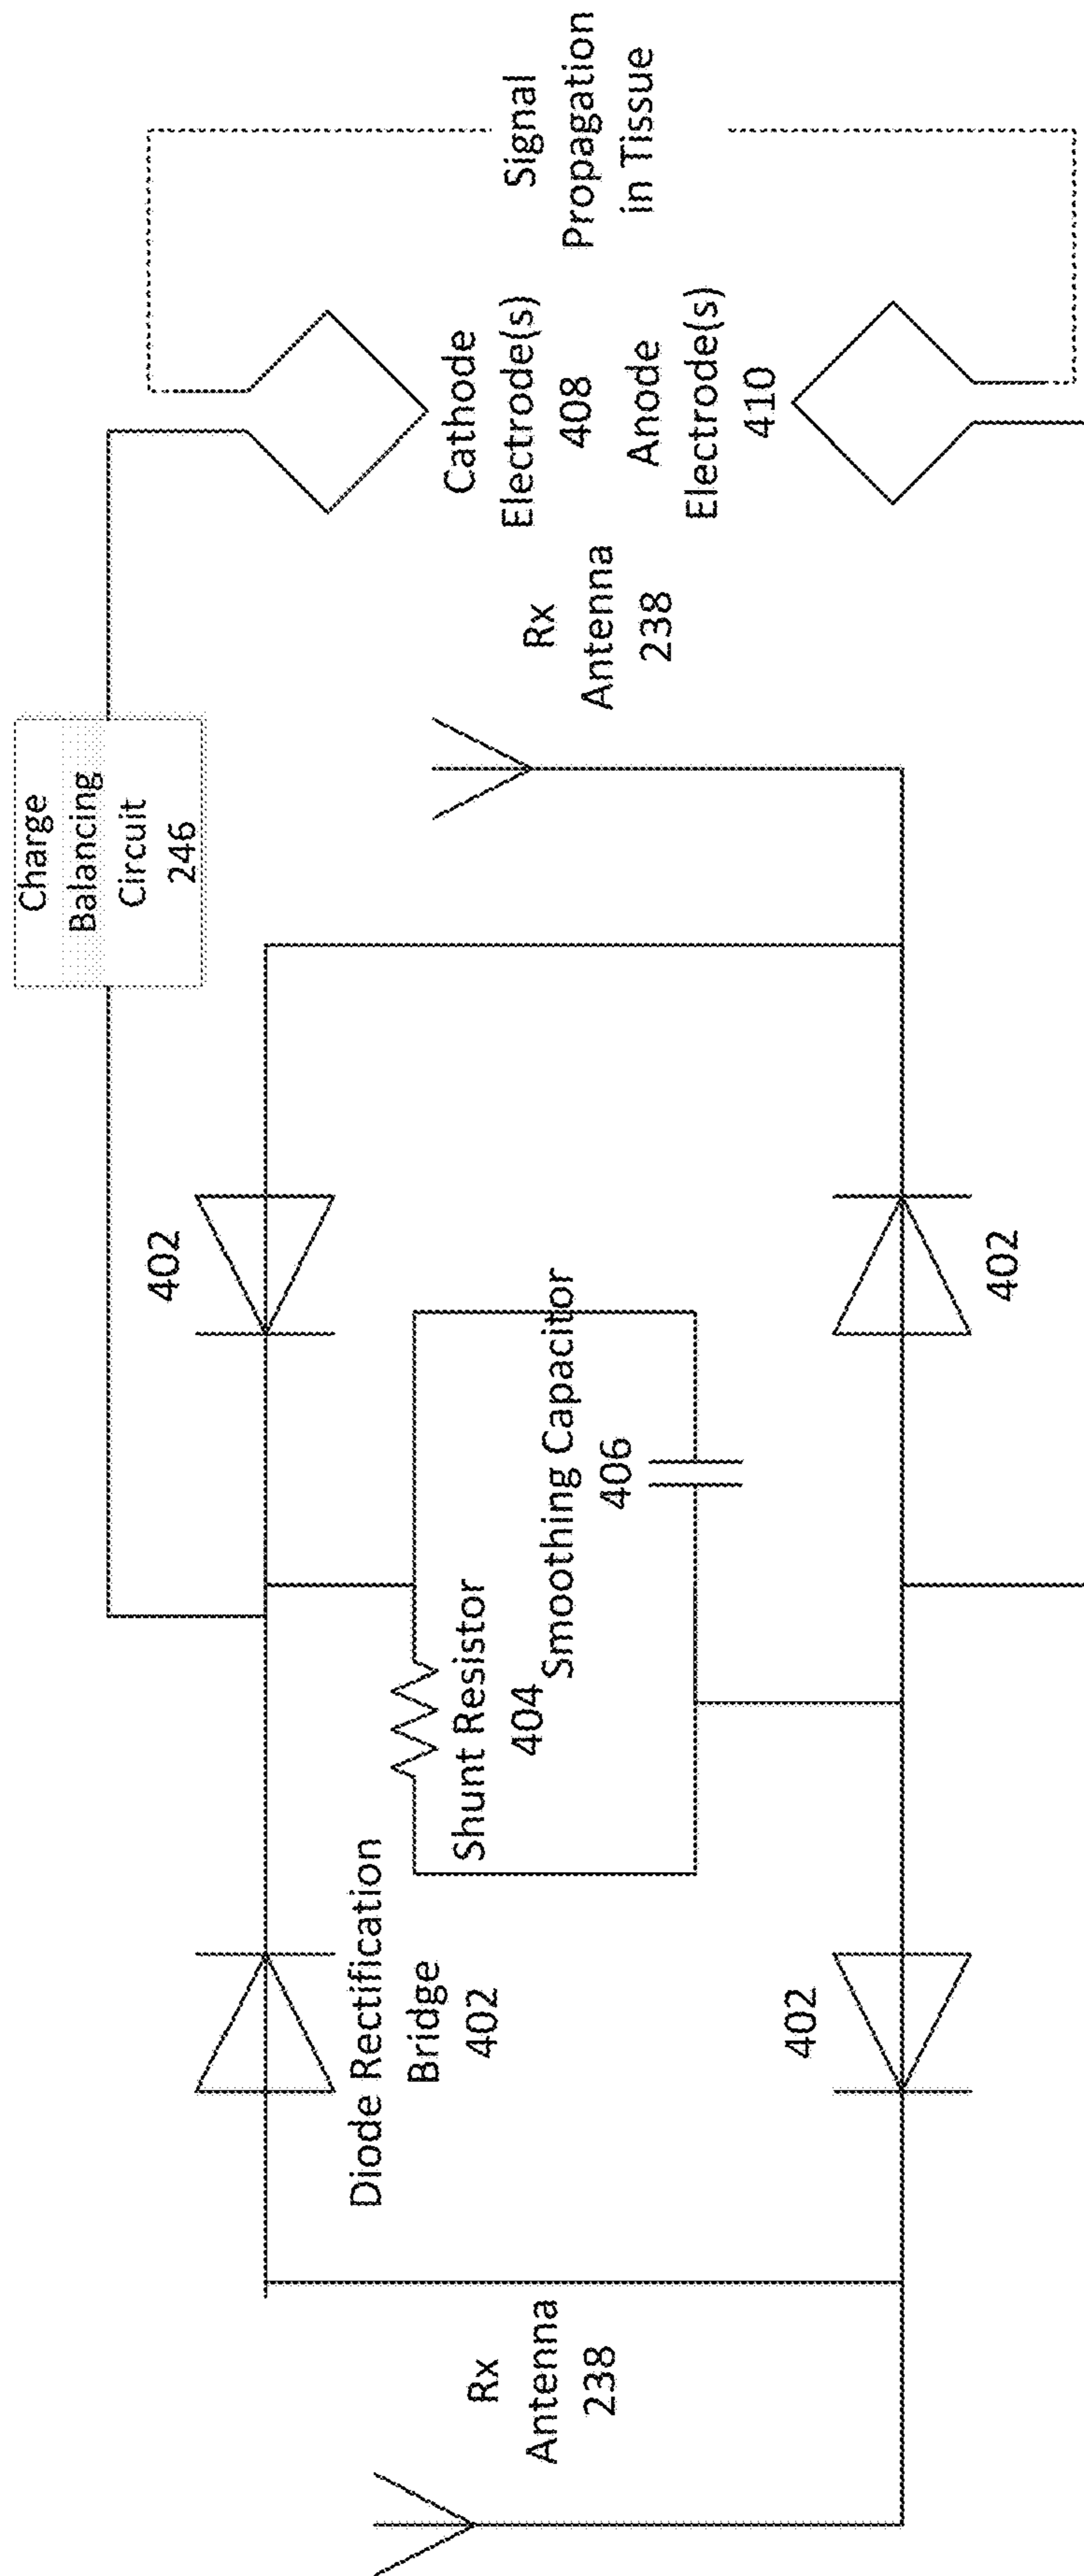 Charge
Balancing
Circuit
246
Signal
Propagation
in Tissue
Cathode
Electrode(s)
408
Anode
Electrode(s)
410
Rx
Antenna
238
402
402
Smoothing Capacitor
406
Shunt Resistor
404
Diode Rectification
Bridge
402
402
Rx
Antenna
238